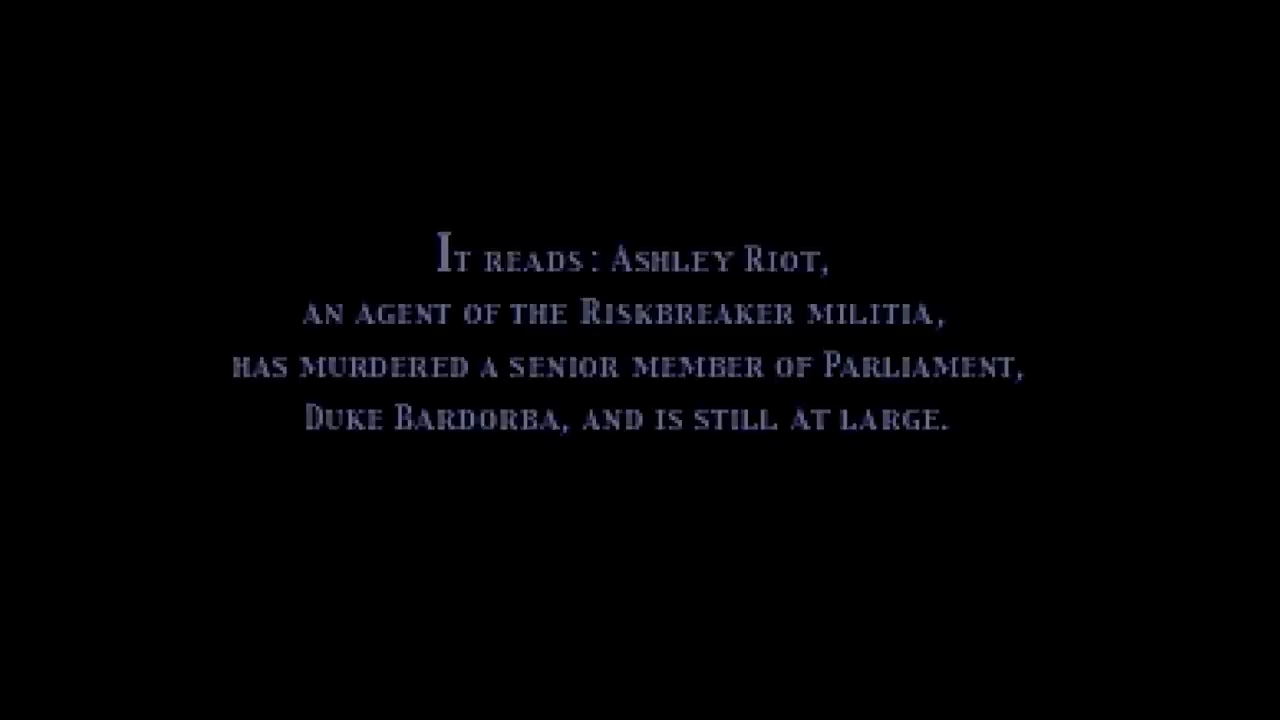 It reads: Ashley Riot,
an agent of the Riskbreaker militia,
has murdered a senior member of Parliament,
Duke Bardorba, and is still at large.